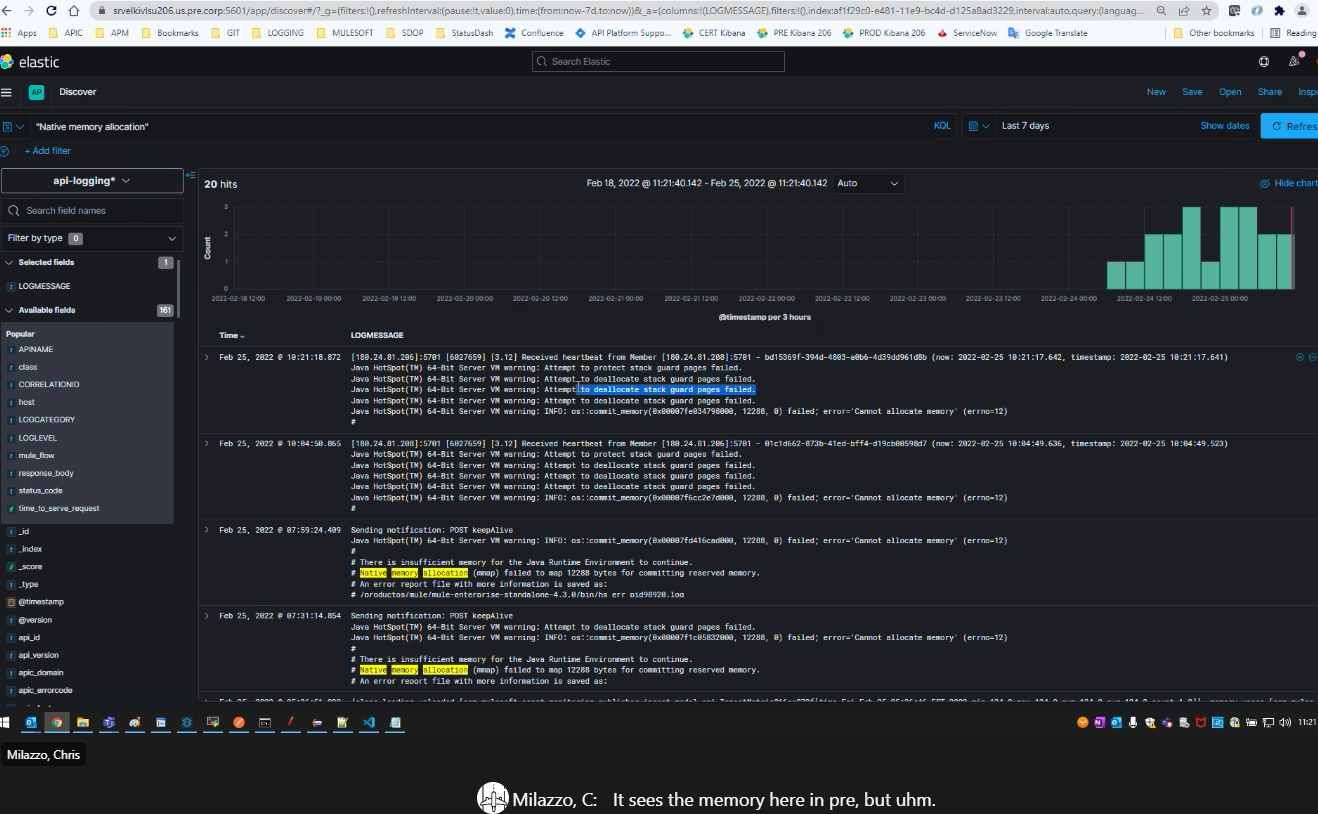 srvelkivlsu206.us.pre.corp:5601/app/discover#/?_g=(filters:!(),refreshInterval:(pause:!t,value:0),time:(from:now-7d,to:now))&_a=(columns:!(LOGMESSAGE),filters:!(),index:af1f29c0-e481-11e9-bc4d-d125a8ad3229,interval:auto,query:(languag...
Apps APIC APM Bookmarks GIT LOGGING MULESOFT SDOP StatusDash Confluence API Platform Suppo... CERT Kibana PRE Kibana 206 PROD Kibana 206 ServiceNow Google Translate Other bookmarks Reading
elastic Search Elastic
AP Discover New Save Open Share Inspe
"Native memory allocation" KQL Last 7 days Show dates Refres
+ Add filter
api-logging* 20 hits Feb 18, 2022 @ 11:21:40.142 - Feb 25, 2022 @ 11:21:40.142 Auto Hide chart
Search field names
Filter by type 0
Selected fields 1
LOGMESSAGE
Available fields 161
Popular
APINAME
class
CORRELATIONID
host
LOGCATEGORY
LOGLEVEL
mule_flow
response_body
status_code
time_to_serve_request
_id
_index
_score
_type
@timestamp
@version
api_id
api_version
apic_domain
apic_errorcode
3
2
1
0
Count
2022-02-18 12:00 2022-02-19 00:00 2022-02-19 12:00 2022-02-20 00:00 2022-02-20 12:00 2022-02-21 00:00 2022-02-21 12:00 2022-02-22 00:00 2022-02-22 12:00 2022-02-23 00:00 2022-02-23 12:00 2022-02-24 00:00 2022-02-24 12:00 2022-02-25 00:00
@timestamp per 3 hours
Time LOGMESSAGE
Feb 25, 2022 @ 10:21:18.872 [180.24.81.206]:5701 [6027659] [3.12] Received heartbeat from Member [180.24.81.208]:5701 - bd15369f-394d-4803-a0b6-4d39dd961d8b (now: 2022-02-25 10:21:17.642, timestamp: 2022-02-25 10:21:17.641)
Java HotSpot(TM) 64-Bit Server VM warning: Attempt to protect stack guard pages failed.
Java HotSpot(TM) 64-Bit Server VM warning: Attempt to deallocate stack guard pages failed.
Java HotSpot(TM) 64-Bit Server VM warning: Attempt to deallocate stack guard pages failed.
Java HotSpot(TM) 64-Bit Server VM warning: Attempt to deallocate stack guard pages failed.
Java HotSpot(TM) 64-Bit Server VM warning: INFO: os::commit_memory(0x00007fe034798000, 12288, 0) failed; error='Cannot allocate memory' (errno=12)
#
Feb 25, 2022 @ 10:04:50.865 [180.24.81.208]:5701 [6027659] [3.12] Received heartbeat from Member [180.24.81.206]:5701 - 01c1d662-873b-41ed-bff4-d19cb00598d7 (now: 2022-02-25 10:04:49.636, timestamp: 2022-02-25 10:04:49.523)
Java HotSpot(TM) 64-Bit Server VM warning: Attempt to protect stack guard pages failed.
Java HotSpot(TM) 64-Bit Server VM warning: Attempt to deallocate stack guard pages failed.
Java HotSpot(TM) 64-Bit Server VM warning: Attempt to deallocate stack guard pages failed.
Java HotSpot(TM) 64-Bit Server VM warning: Attempt to deallocate stack guard pages failed.
Java HotSpot(TM) 64-Bit Server VM warning: INFO: os::commit_memory(0x00007f6cc2e7d000, 12288, 0) failed; error='Cannot allocate memory' (errno=12)
#
Feb 25, 2022 @ 07:59:24.409 Sending notification: POST keepAlive
Java HotSpot(TM) 64-Bit Server VM warning: INFO: os::commit_memory(0x00007fd416cad000, 12288, 0) failed; error='Cannot allocate memory' (errno=12)
#
# There is insufficient memory for the Java Runtime Environment to continue.
# Native memory allocation (mmap) failed to map 12288 bytes for committing reserved memory.
# An error report file with more information is saved as:
# /productos/mule/mule-enterprise-standalone-4.3.0/bin/hs_err_pid98920.log
Feb 25, 2022 @ 07:31:14.854 Sending notification: POST keepAlive
Java HotSpot(TM) 64-Bit Server VM warning: Attempt to deallocate stack guard pages failed.
Java HotSpot(TM) 64-Bit Server VM warning: INFO: os::commit_memory(0x00007f1c05832000, 12288, 0) failed; error='Cannot allocate memory' (errno=12)
#
# There is insufficient memory for the Java Runtime Environment to continue.
# Native memory allocation (mmap) failed to map 12288 bytes for committing reserved memory.
# An error report file with more information is saved as:
11:21
Milazzo, Chris
Milazzo, C: It sees the memory here in pre, but uhm.